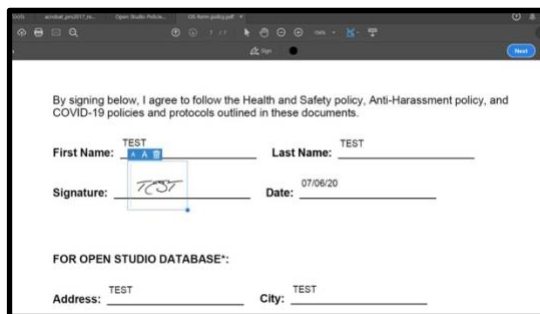 acrobat_pro2017_re... Open Studio Policie... OS-form-policy.pdf ×
Sign
Next
By signing below, I agree to follow the Health and Safety policy, Anti-Harassment policy, and
COVID-19 policies and protocols outlined in these documents.
TEST TEST
First Name: Last Name:
A A
TEST 07/06/20
Signature: Date:
FOR OPEN STUDIO DATABASE*:
TEST TEST
Address: City: